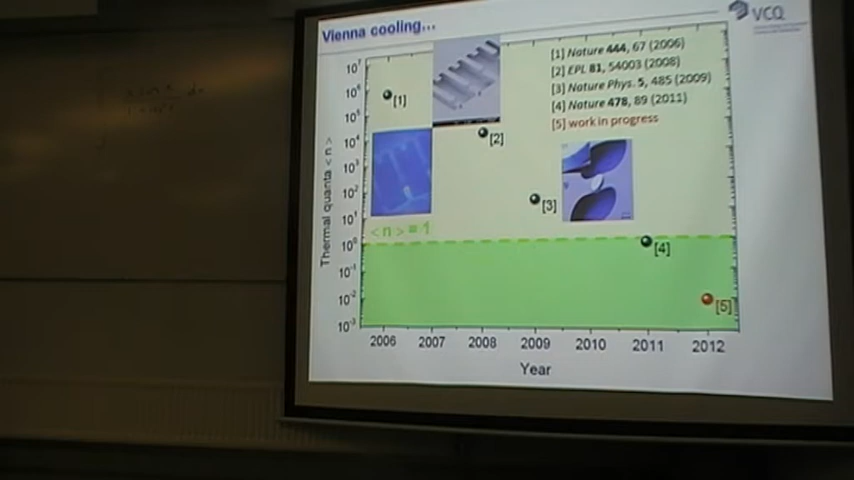 Vienna cooling...
VCQ
[1] Nature 444, 67 (2006)
[2] EPL 81, 54003 (2008)
[3] Nature Phys. 5, 485 (2009)
[4] Nature 478, 89 (2011)
[5] work in progress
Thermal quanta < n >
10⁷
10⁶
10⁵
10⁴
10³
10²
10¹
10⁰
10⁻¹
10⁻²
10⁻³
[1]
[2]
[3]
< n > = 1
[4]
[5]
2006 2007 2008 2009 2010 2011 2012
Year